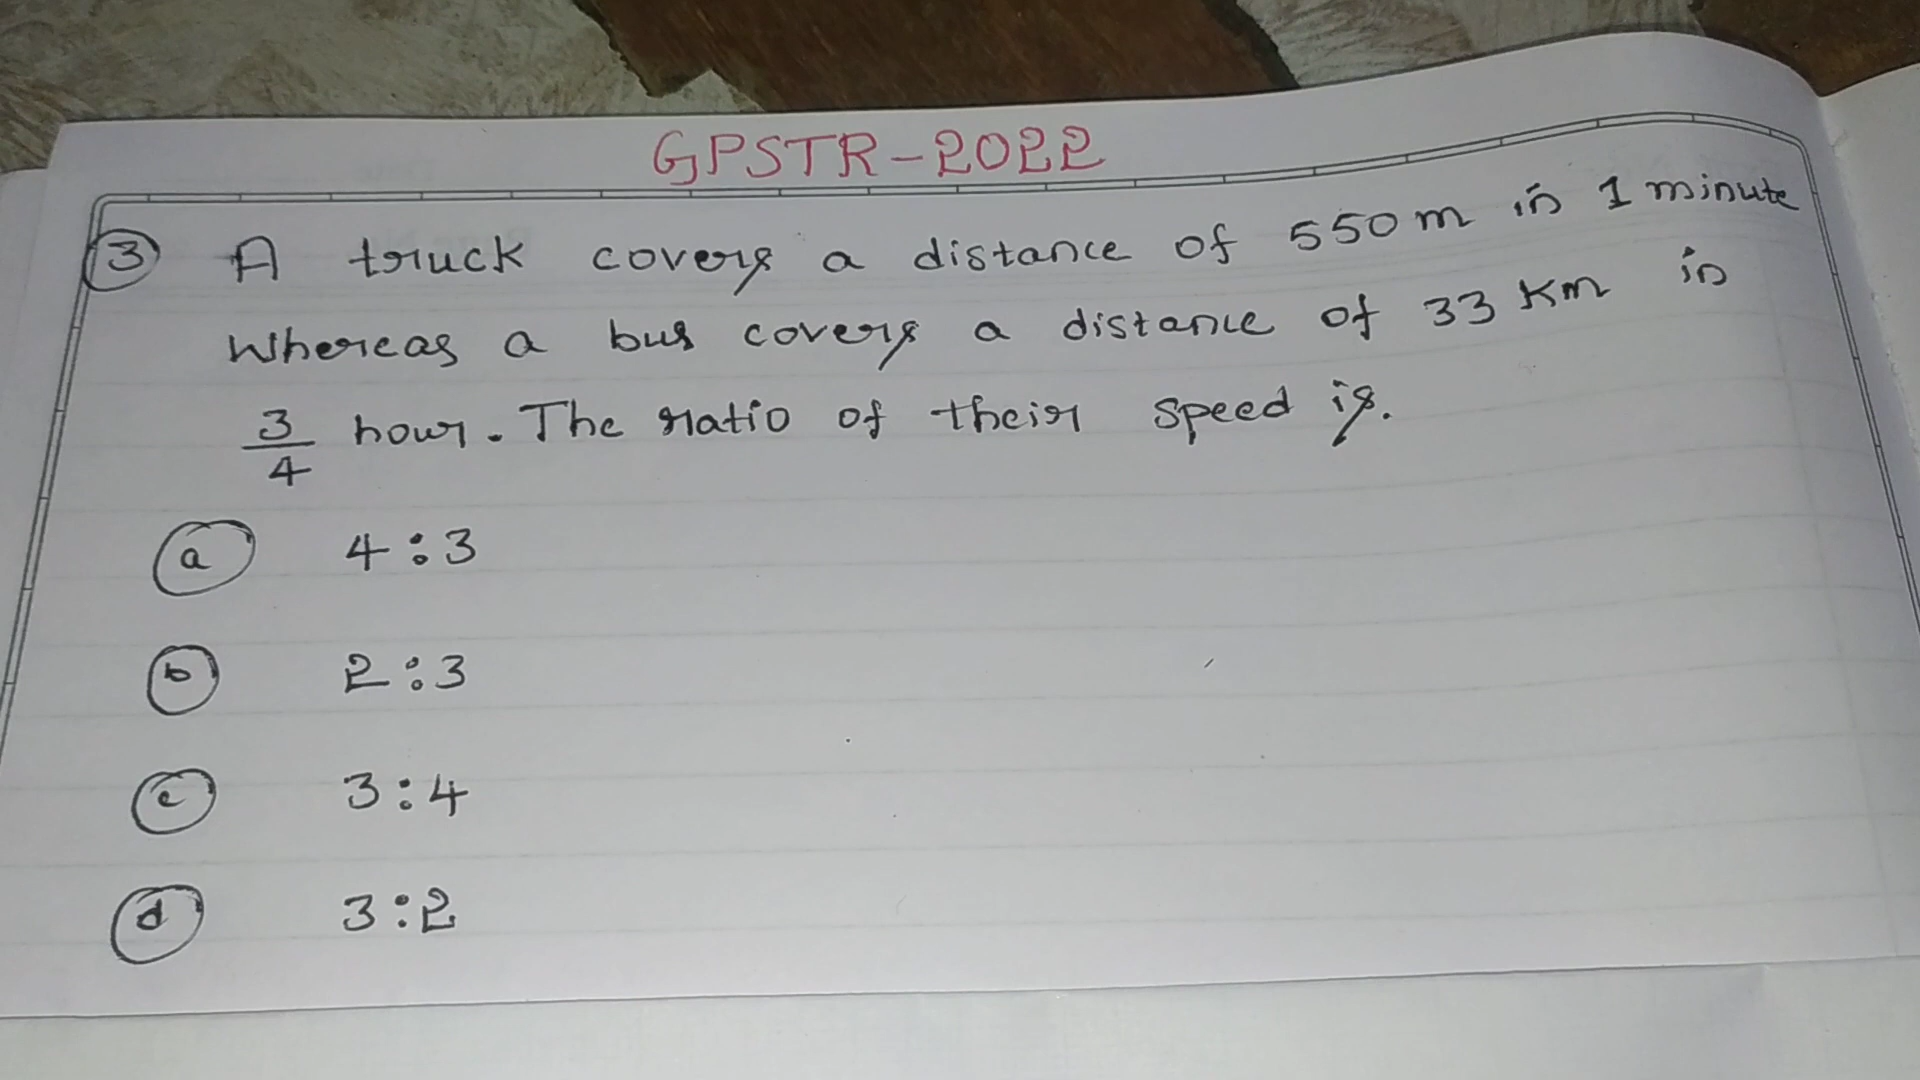 GPSTR-2022
3 A truck covers a distance of 550 m in 1 minute
Whereas a bus covers a distance of 33 Km in
3/4 hour. The ratio of their speed is.
a 4:3
b 2:3
c 3:4
d 3:2